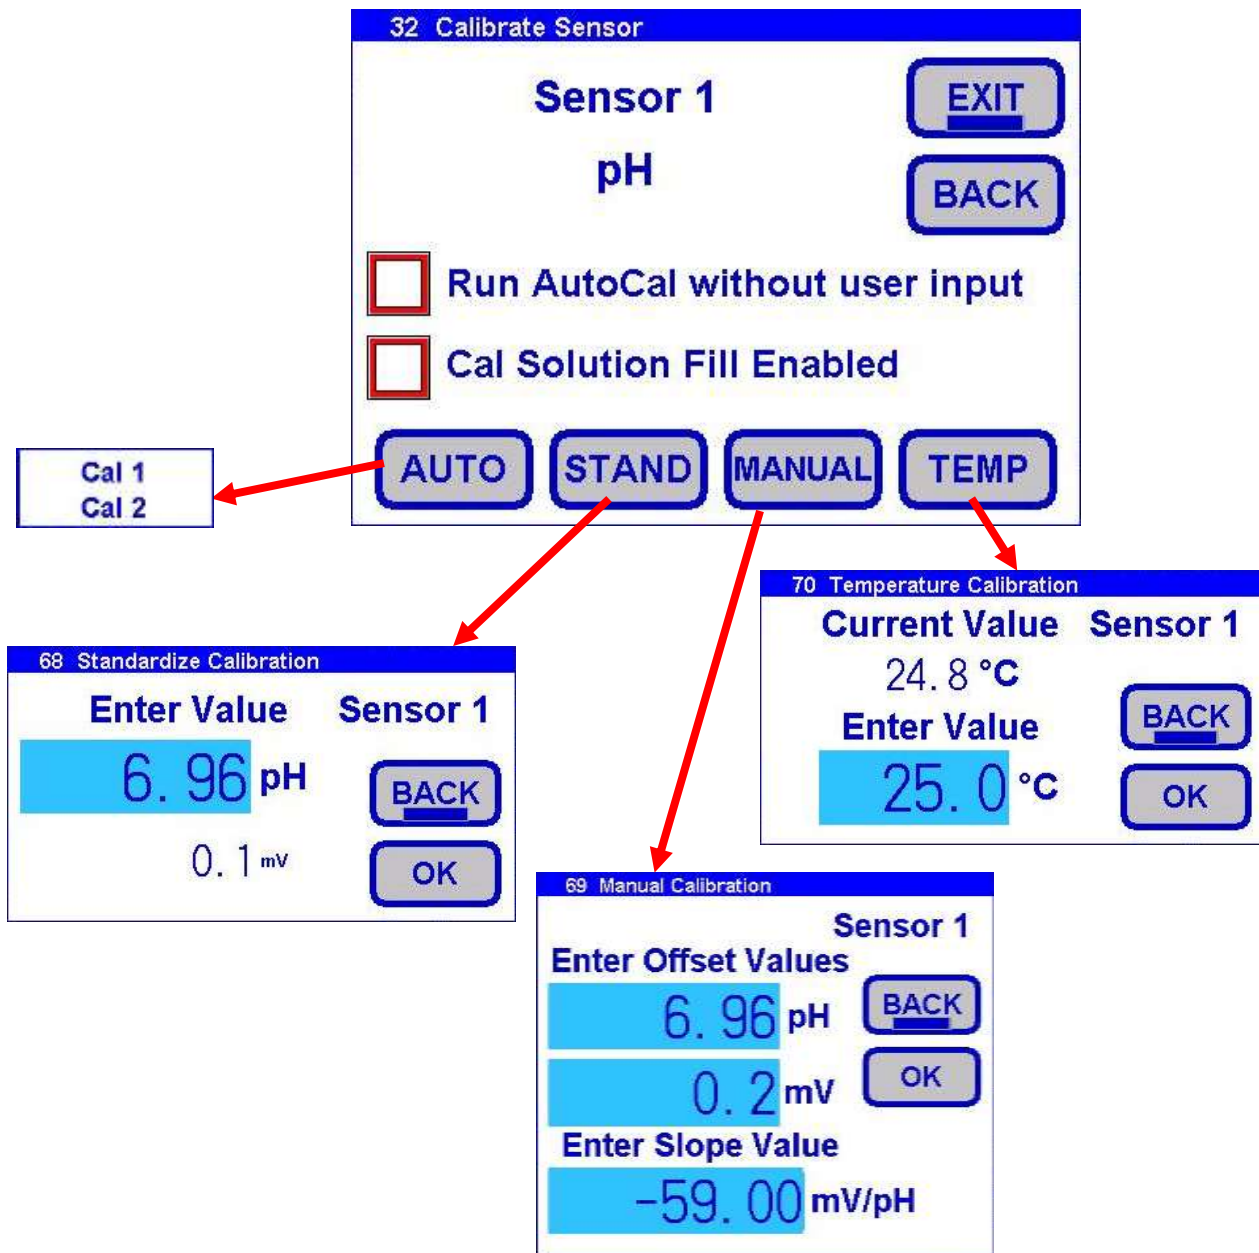 32 Calibrate Sensor
Sensor 1
EXIT
pH
BACK
Run AutoCal without user input
Cal Solution Fill Enabled
AUTO STAND MANUAL TEMP
Cal 1
Cal 2
70 Temperature Calibration
Current Value Sensor 1
24.8 °C
BACK
Enter Value
25.0 °C
OK
68 Standardize Calibration
Enter Value Sensor 1
6.96 pH
BACK
0.1 mV
OK
69 Manual Calibration
Sensor 1
Enter Offset Values
6.96 pH
BACK
0.2 mV
OK
Enter Slope Value
-59.00 mV/pH